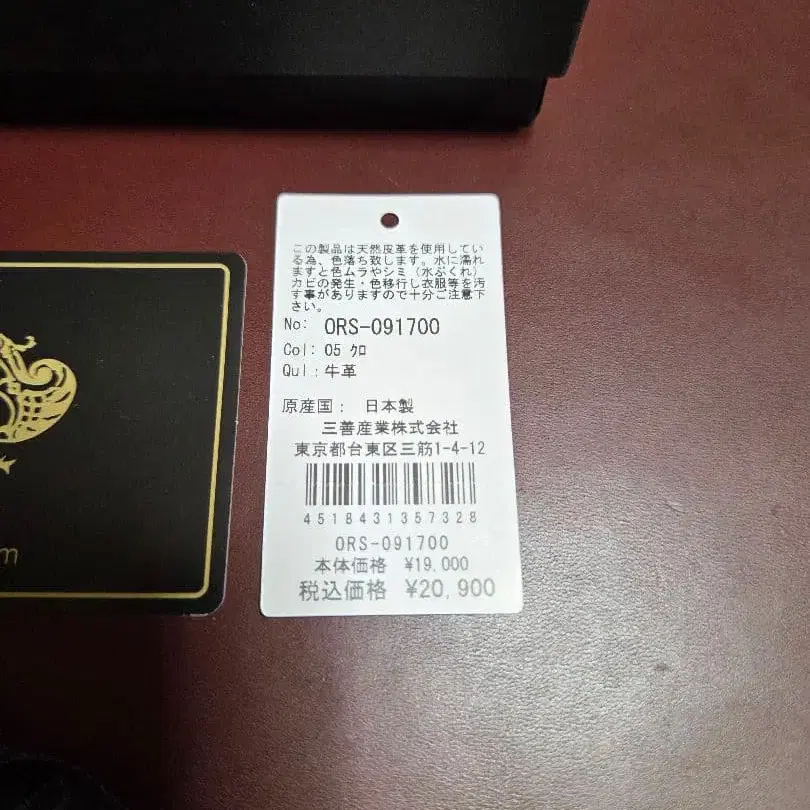 この製品は天然皮革を使用してい
る為、色落ち致します。水に濡れ
ますと色ムラやシミ（水ぶくれ）
カビの発生・色移行し衣服等を汚
す事がありますので十分ご注意下
さい。
No: ORS-091700
Col: 05 ｸﾛ
Qul : 牛革
原産国： 日本製
三善産業株式会社
東京都台東区三筋1-4-12
4518431357328
ORS-091700
本体価格 ¥19,000
税込価格 ¥20,900
m